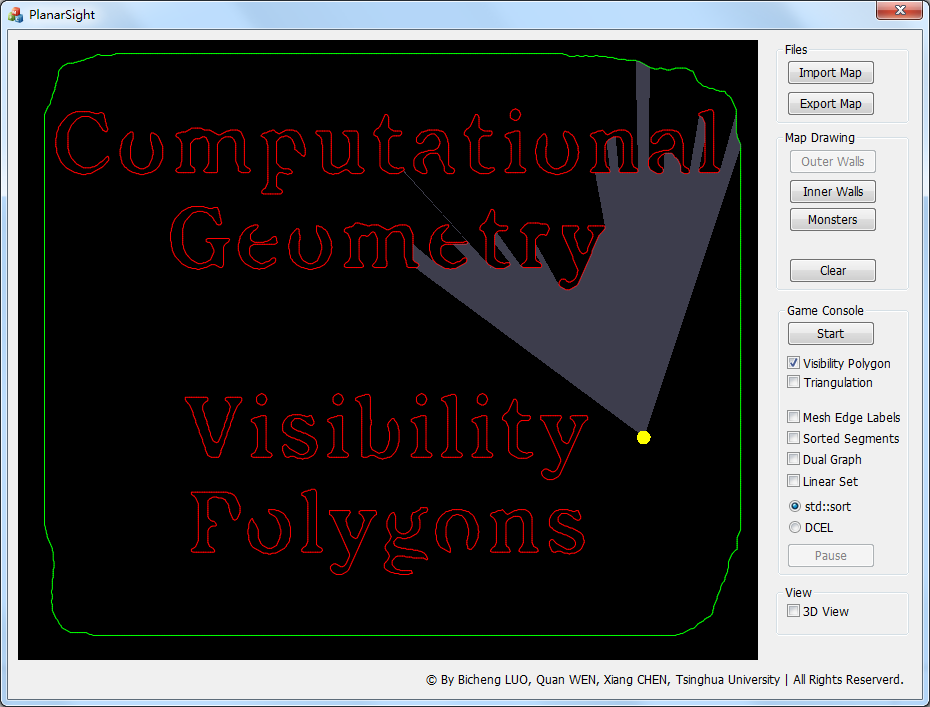 PlanarSight
Computational
Geometry
Visibility
Polygons
Files
Import Map
Export Map
Map Drawing
Outer Walls
Inner Walls
Monsters
Clear
Game Console
Start
Visibility Polygon
Triangulation
Mesh Edge Labels
Sorted Segments
Dual Graph
Linear Set
std::sort
DCEL
Pause
View
3D View
© By Bicheng LUO, Quan WEN, Xiang CHEN, Tsinghua University | All Rights Reserverd.